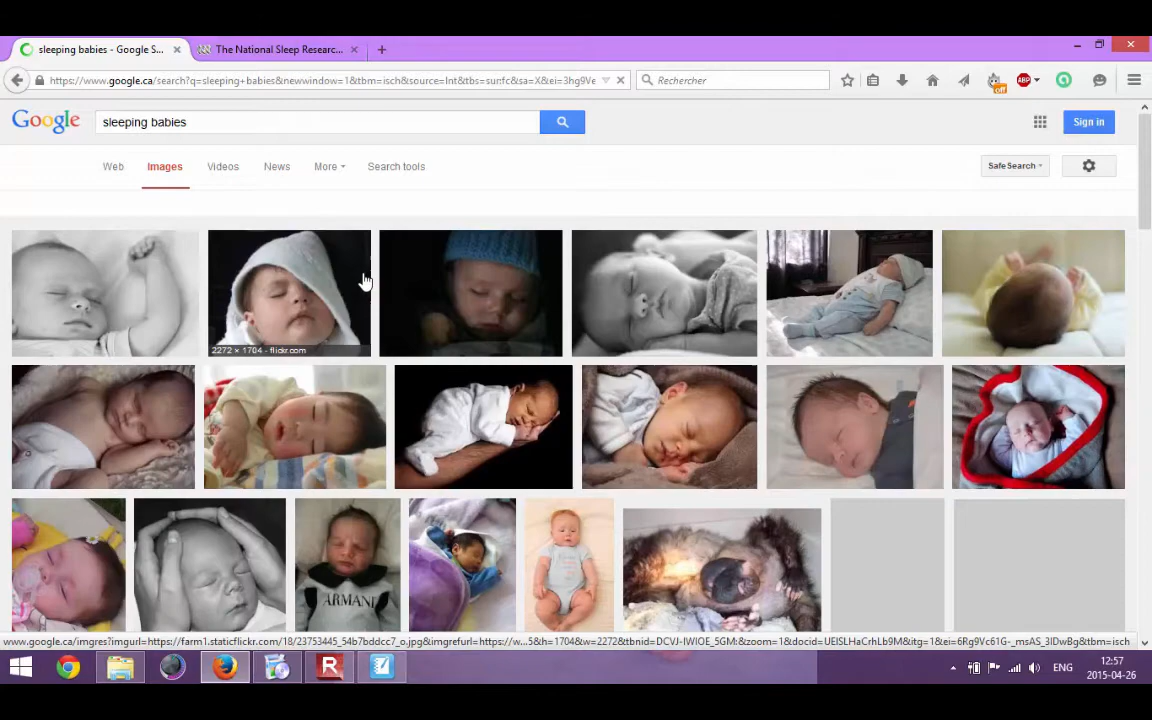 sleeping babies - Google S...
The National Sleep Researc...
https://www.google.ca/search?q=sleeping+babies&newwindow=1&tbm=isch&source=lnt&tbs=sur:fc&sa=X&ei=3hg9Ve
Rechercher
ABP
off
Google
sleeping babies
Sign in
Web
Images
Videos
News
More
Search tools
SafeSearch
2272 × 1704 - flickr.com
ARMANI
www.google.ca/imgres?imgurl=https://farm1.staticflickr.com/18/23753445_54b7bddcc7_o.jpg&imgrefurl=https://w...5&h=1704&w=2272&tbnid=DCVJ-IWIOE_5GM:&zoom=1&docid=UEISLHaCrhLb9M&itg=1&ei=6Rg9Vc61G-_msAS_3IDwBg&tbm=isch
R
ENG
12:57
2015-04-26